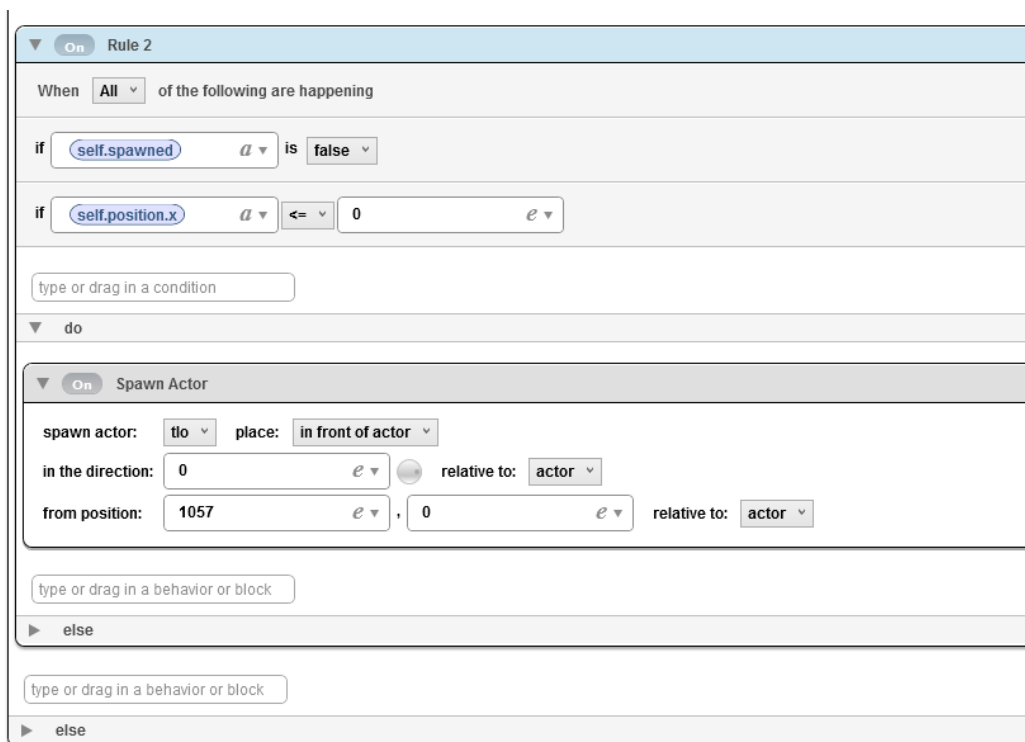 On Rule 2
When All of the following are happening
if self.spawned a is false
if self.position.x a <= 0 e
type or drag in a condition
do
On Spawn Actor
spawn actor: tlo place: in front of actor
in the direction: 0 e relative to: actor
from position: 1057 e , 0 e relative to: actor
type or drag in a behavior or block
else
type or drag in a behavior or block
else